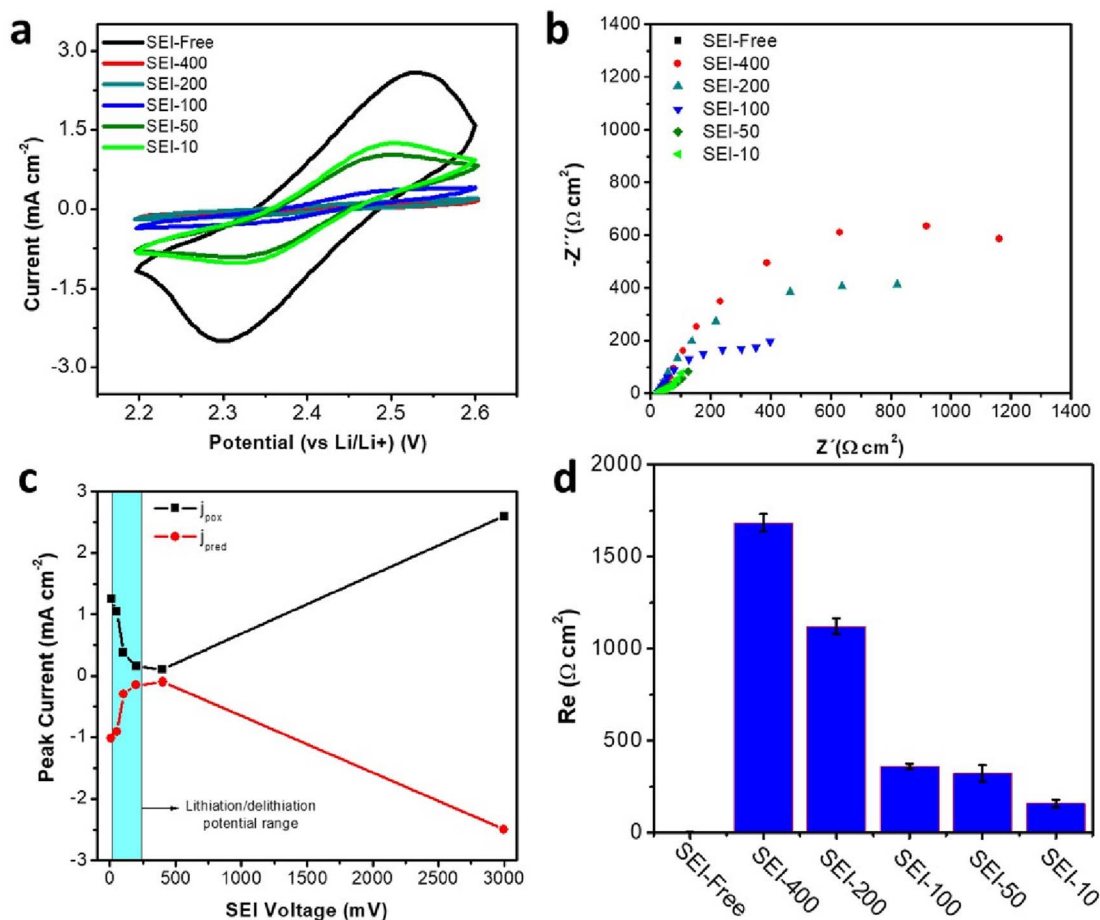 a
3.0
1.5
0.0
-1.5
-3.0
Current (mA cm⁻²)
SEI-Free
SEI-400
SEI-200
SEI-100
SEI-50
SEI-10
2.2 2.3 2.4 2.5 2.6
Potential (vs Li/Li+) (V)
b
1400
1200
1000
800
600
400
200
0
-Z´´(Ω cm²)
SEI-Free
SEI-400
SEI-200
SEI-100
SEI-50
SEI-10
0 200 400 600 800 1000 1200 1400
Z´(Ω cm²)
c
3
2
1
0
-1
-2
-3
Peak Current (mA cm⁻²)
jpox
jpred
Lithiation/delithiation
potential range
0 500 1000 1500 2000 2500 3000
SEI Voltage (mV)
d
2000
1500
1000
500
0
Re (Ω cm²)
SEI-Free
SEI-400
SEI-200
SEI-100
SEI-50
SEI-10